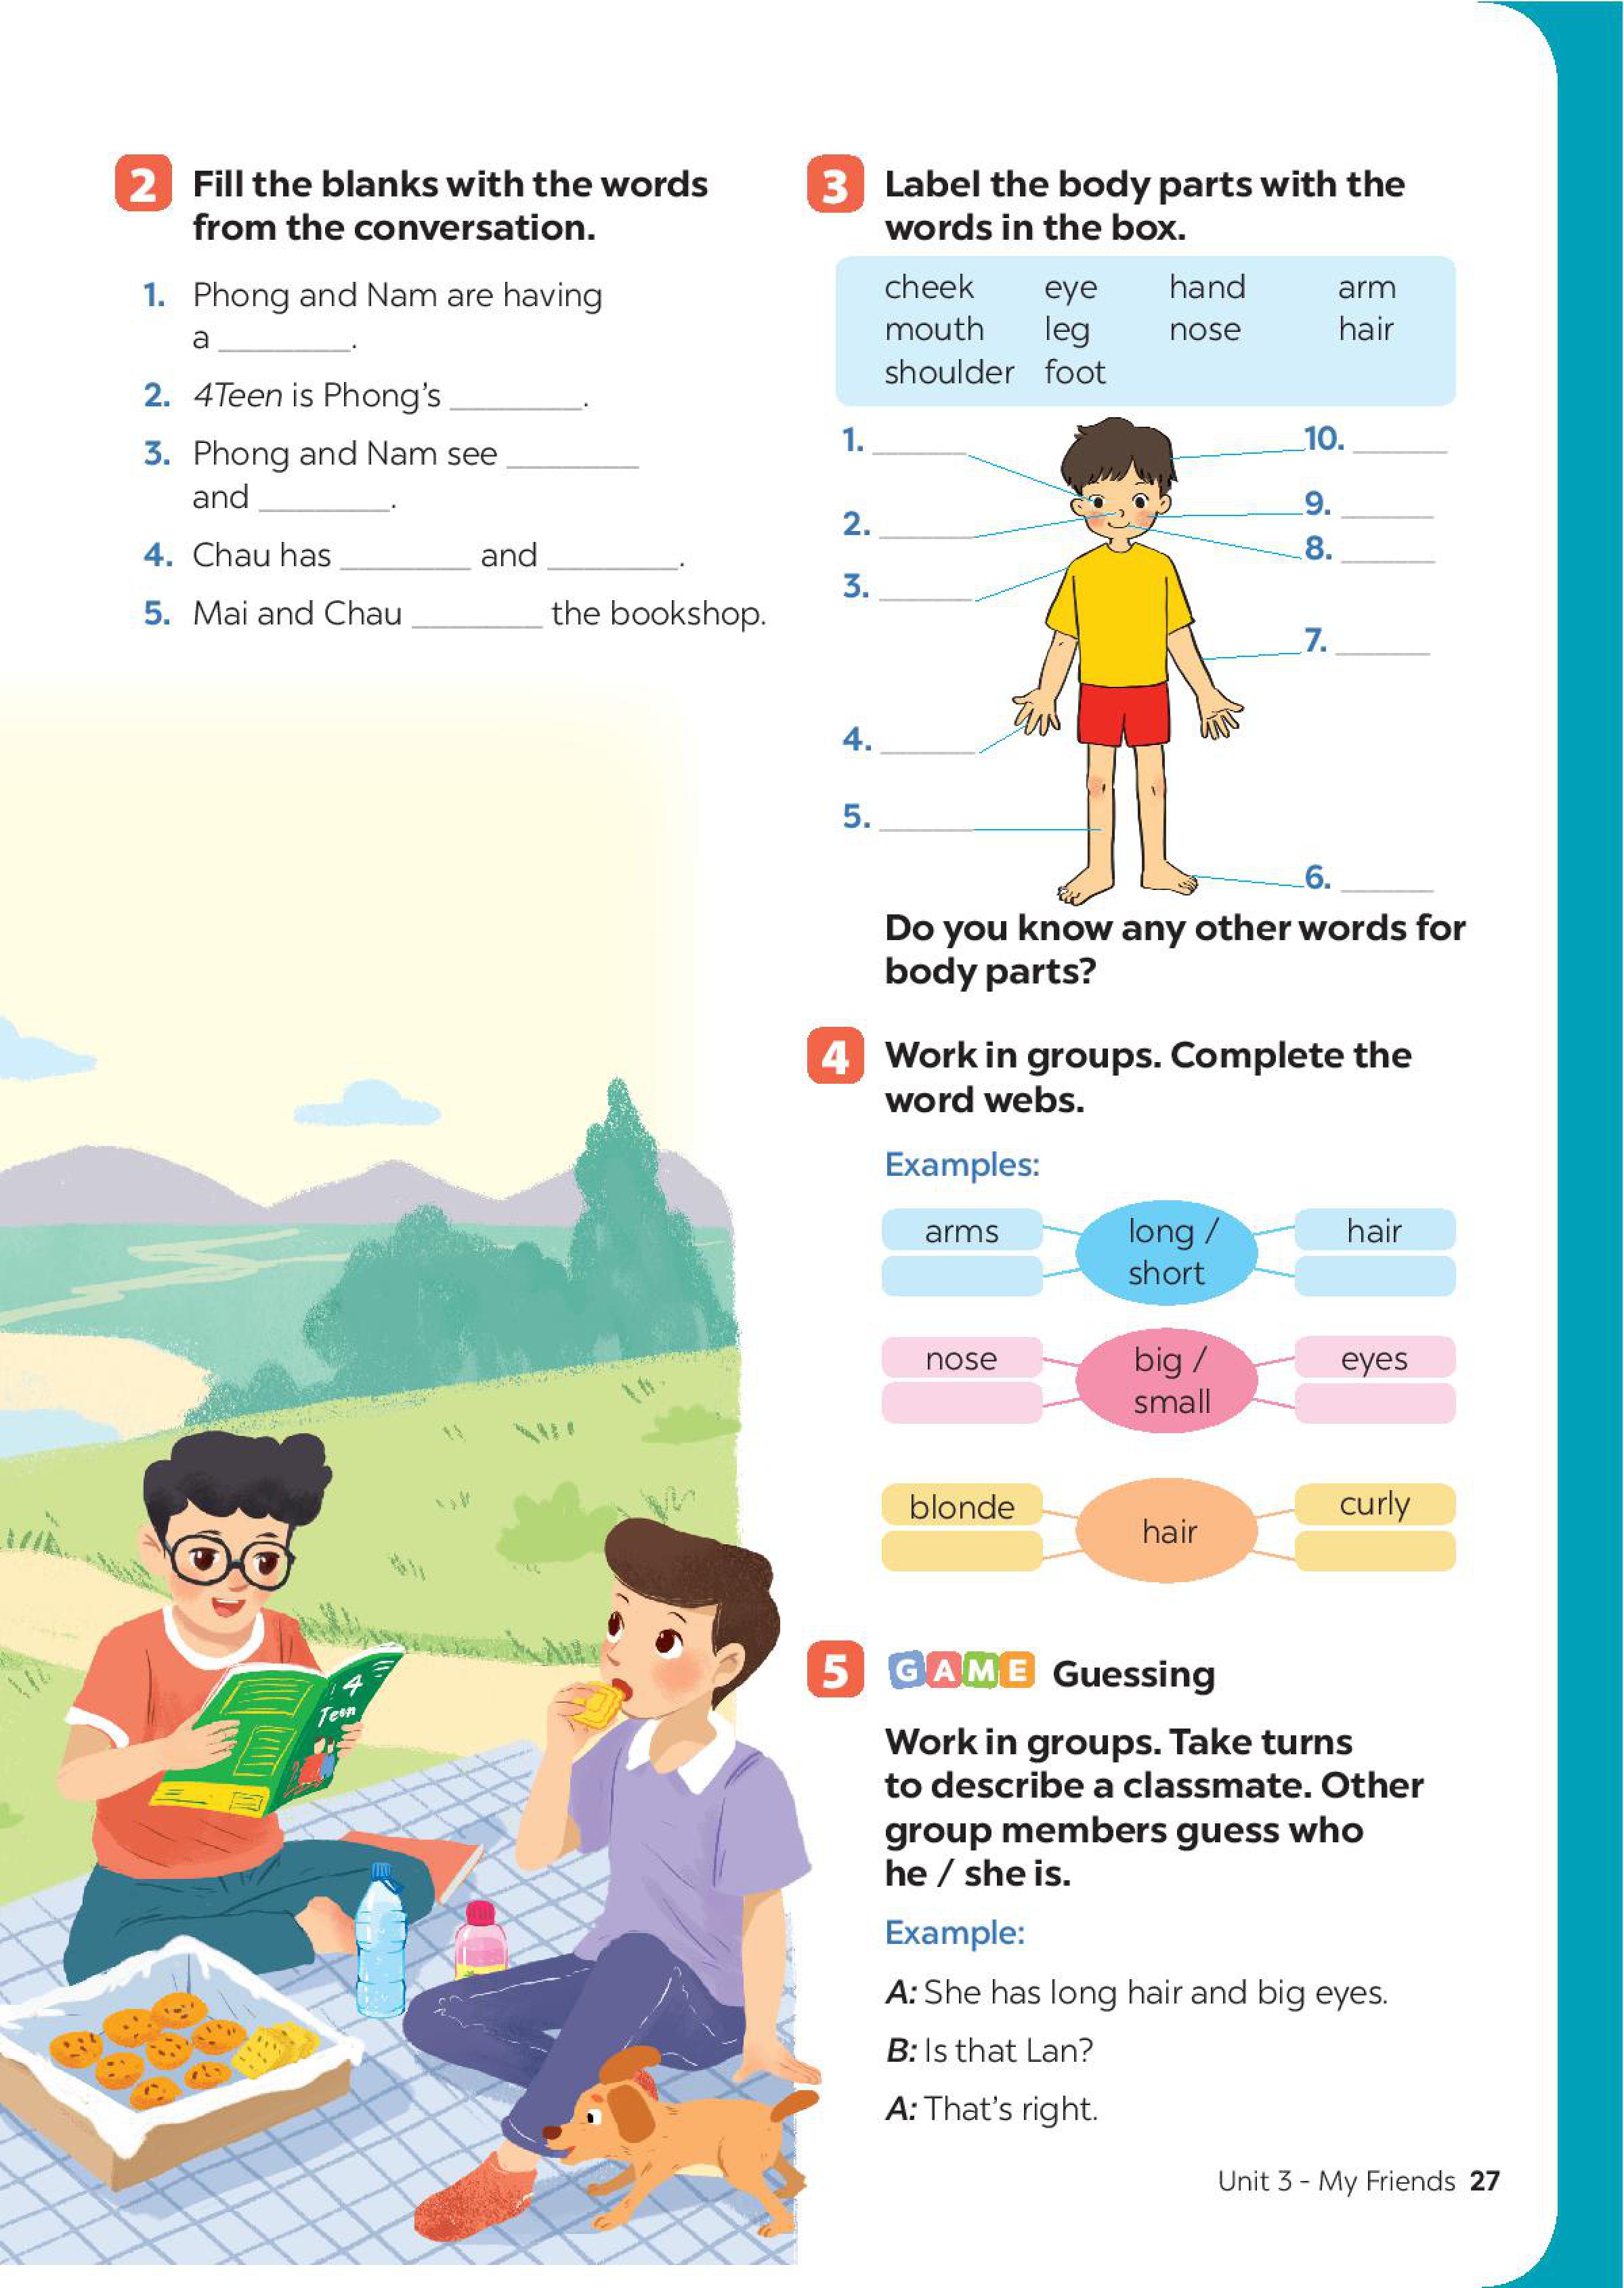 2 Fill the blanks with the words
from the conversation.
1. Phong and Nam are having
a ________.
2. 4Teen is Phong's ________.
3. Phong and Nam see ________
and ________.
4. Chau has ________ and ________.
5. Mai and Chau ________ the bookshop.
3 Label the body parts with the
words in the box.
cheek eye hand arm
mouth leg nose hair
shoulder foot
1. ______
2. ______
3. ______
4. ______
5. ______
10. ______
9. ______
8. ______
7. ______
6. ______
Do you know any other words for
body parts?
4 Work in groups. Complete the
word webs.
Examples:
arms long / hair
short
nose big / eyes
small
blonde hair curly
5 GAME Guessing
Work in groups. Take turns
to describe a classmate. Other
group members guess who
he / she is.
Example:
A: She has long hair and big eyes.
B: Is that Lan?
A: That's right.
4
Teen
Unit 3 - My Friends 27